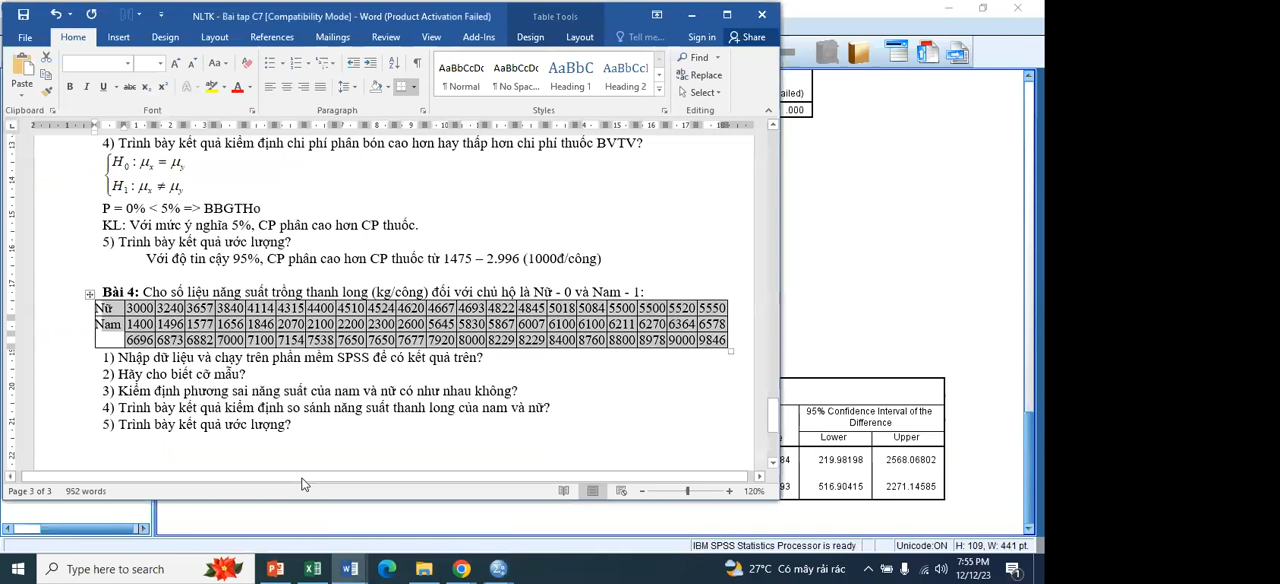 NLTK - Bai tap C7 [Compatibility Mode] - Word (Product Activation Failed)
Table Tools
File Home Insert Design Layout References Mailings Review View Add-Ins Design Layout Tell me... Sign in Share
Paste
Aa
B I U abc x₂ x² A
AaBbCcDc AaBbCcDc AaBbC AaBbCcI
¶ Normal ¶ No Spac... Heading 1 Heading 2
Find
Replace
Select
Clipboard Font Paragraph Styles Editing
4) Trình bày kết quả kiểm định chi phí phân bón cao hơn hay thấp hơn chi phí thuốc BVTV?
H₀ : μₓ = μᵧ
H₁ : μₓ ≠ μᵧ
P = 0% < 5% => BBGTHo
KL: Với mức ý nghĩa 5%, CP phân cao hơn CP thuốc.
5) Trình bày kết quả ước lượng?
Với độ tin cậy 95%, CP phân cao hơn CP thuốc từ 1475 – 2.996 (1000đ/công)
Bài 4: Cho số liệu năng suất trồng thanh long (kg/công) đối với chủ hộ là Nữ - 0 và Nam - 1:
Nữ 3000 3240 3657 3840 4114 4315 4400 4510 4524 4620 4667 4693 4822 4845 5018 5084 5500 5500 5520 5550
Nam 1400 1496 1577 1656 1846 2070 2100 2200 2300 2600 5645 5830 5867 6007 6100 6100 6211 6270 6364 6578
6696 6873 6882 7000 7100 7154 7538 7650 7650 7677 7920 8000 8229 8229 8400 8760 8800 8978 9000 9846
1) Nhập dữ liệu và chạy trên phần mềm SPSS để có kết quả trên?
2) Hãy cho biết cỡ mẫu?
3) Kiểm định phương sai năng suất của nam và nữ có như nhau không?
4) Trình bày kết quả kiểm định so sánh năng suất thanh long của nam và nữ?
5) Trình bày kết quả ước lượng?
Page 3 of 3 952 words 120%
ailed)
.000
95% Confidence Interval of the
Difference
Lower Upper
84 219.98198 2568.06802
93 516.90415 2271.14585
IBM SPSS Statistics Processor is ready Unicode:ON H: 109, W: 441 pt.
Type here to search
27°C Có mây rải rác
7:55 PM
12/12/23